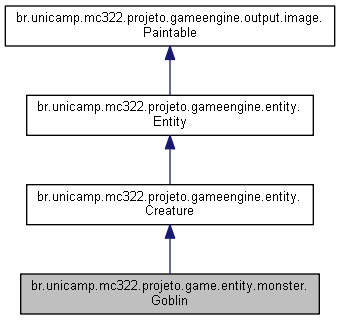 br.unicamp.mc322.projeto.gameengine.output.image.
Paintable
br.unicamp.mc322.projeto.gameengine.entity.
Entity
br.unicamp.mc322.projeto.gameengine.entity.
Creature
br.unicamp.mc322.projeto.game.entity.monster.
Goblin